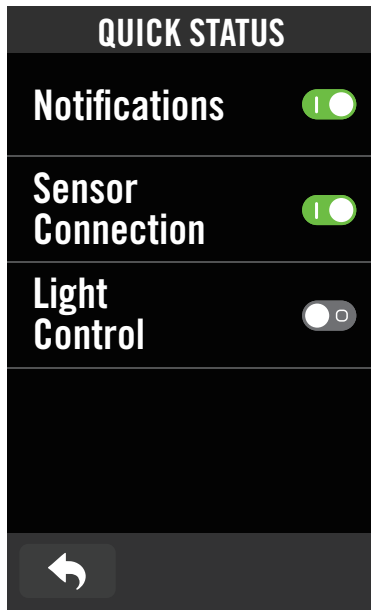 QUICK STATUS
Notifications
Sensor
Connection
Light
Control